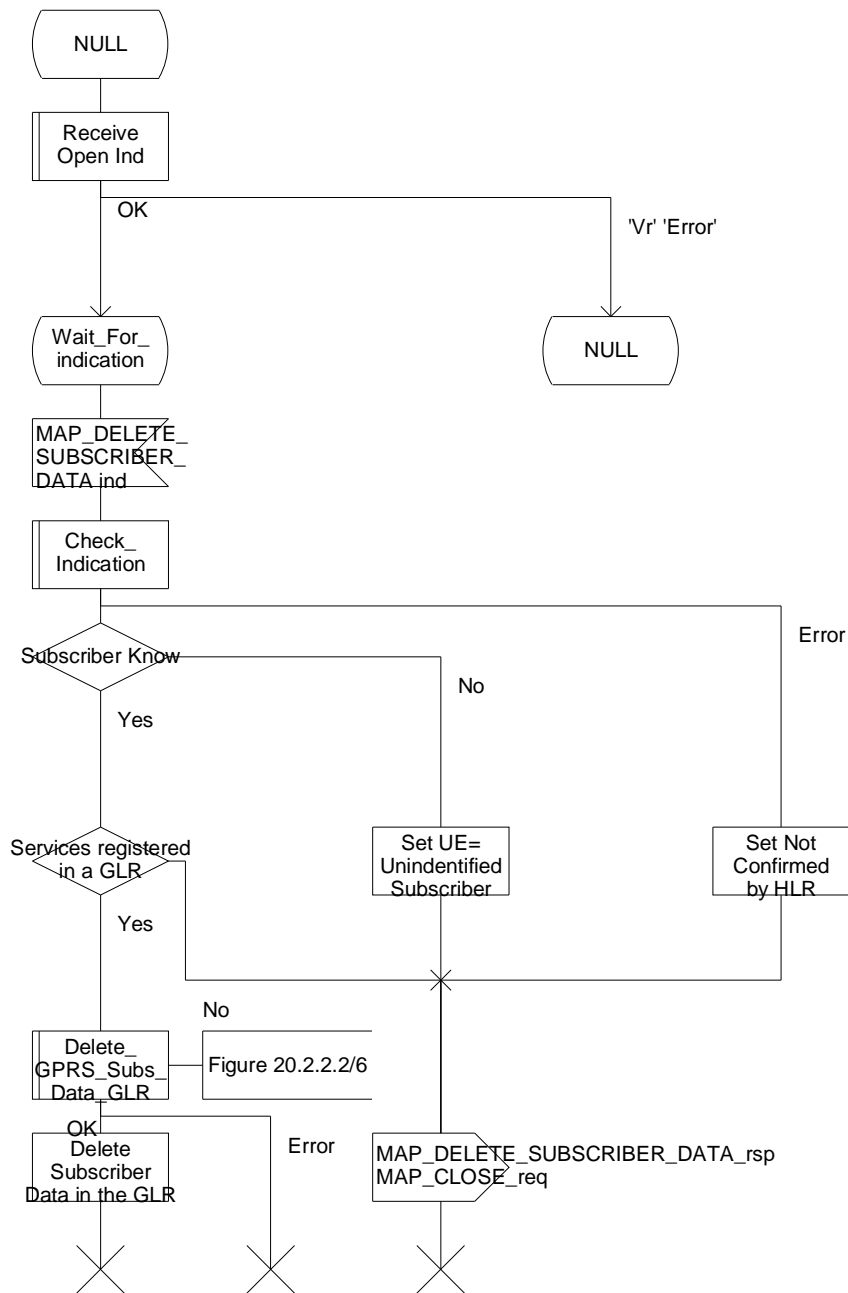 NULL
Receive
Open Ind
OK
'Vr' 'Error'
Wait_For_
indication
NULL
MAP_DELETE_
SUBSCRIBER_
DATA ind
Check_
Indication
Error
Subscriber Know
No
Yes
Services registered
in a GLR
Set UE=
Unindentified
Subscriber
Set Not
Confirmed
by HLR
Yes
No
Delete_
GPRS_Subs_
Data_GLR
Figure 20.2.2.2/6
OK
Error
Delete
Subscriber
Data in the GLR
MAP_DELETE_SUBSCRIBER_DATA_rsp
MAP_CLOSE_req